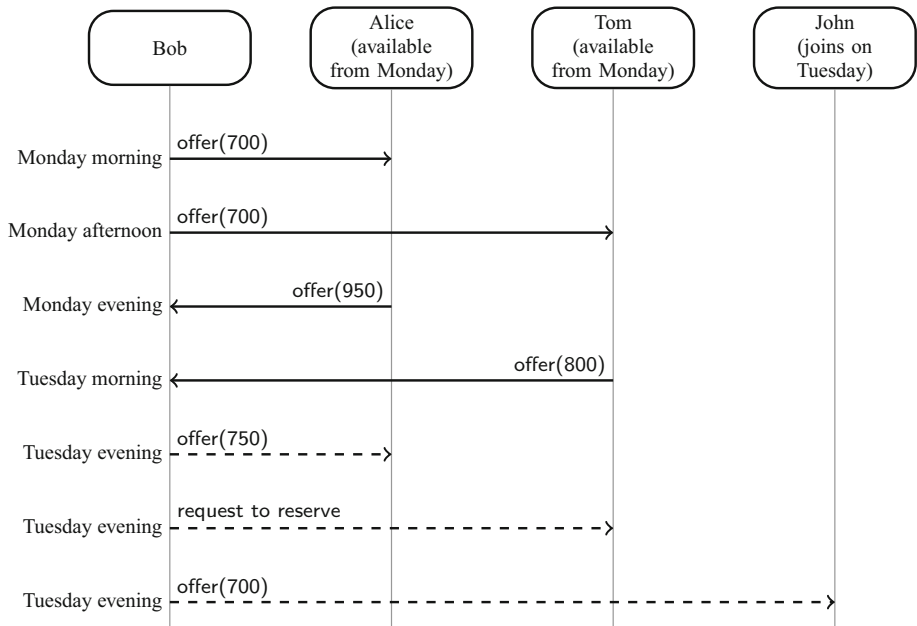 Bob
Alice
(available
from Monday)
Tom
(available
from Monday)
John
(joins on
Tuesday)
Monday morning
offer(700)
Monday afternoon
offer(700)
Monday evening
offer(950)
Tuesday morning
offer(800)
Tuesday evening
offer(750)
Tuesday evening
request to reserve
Tuesday evening
offer(700)